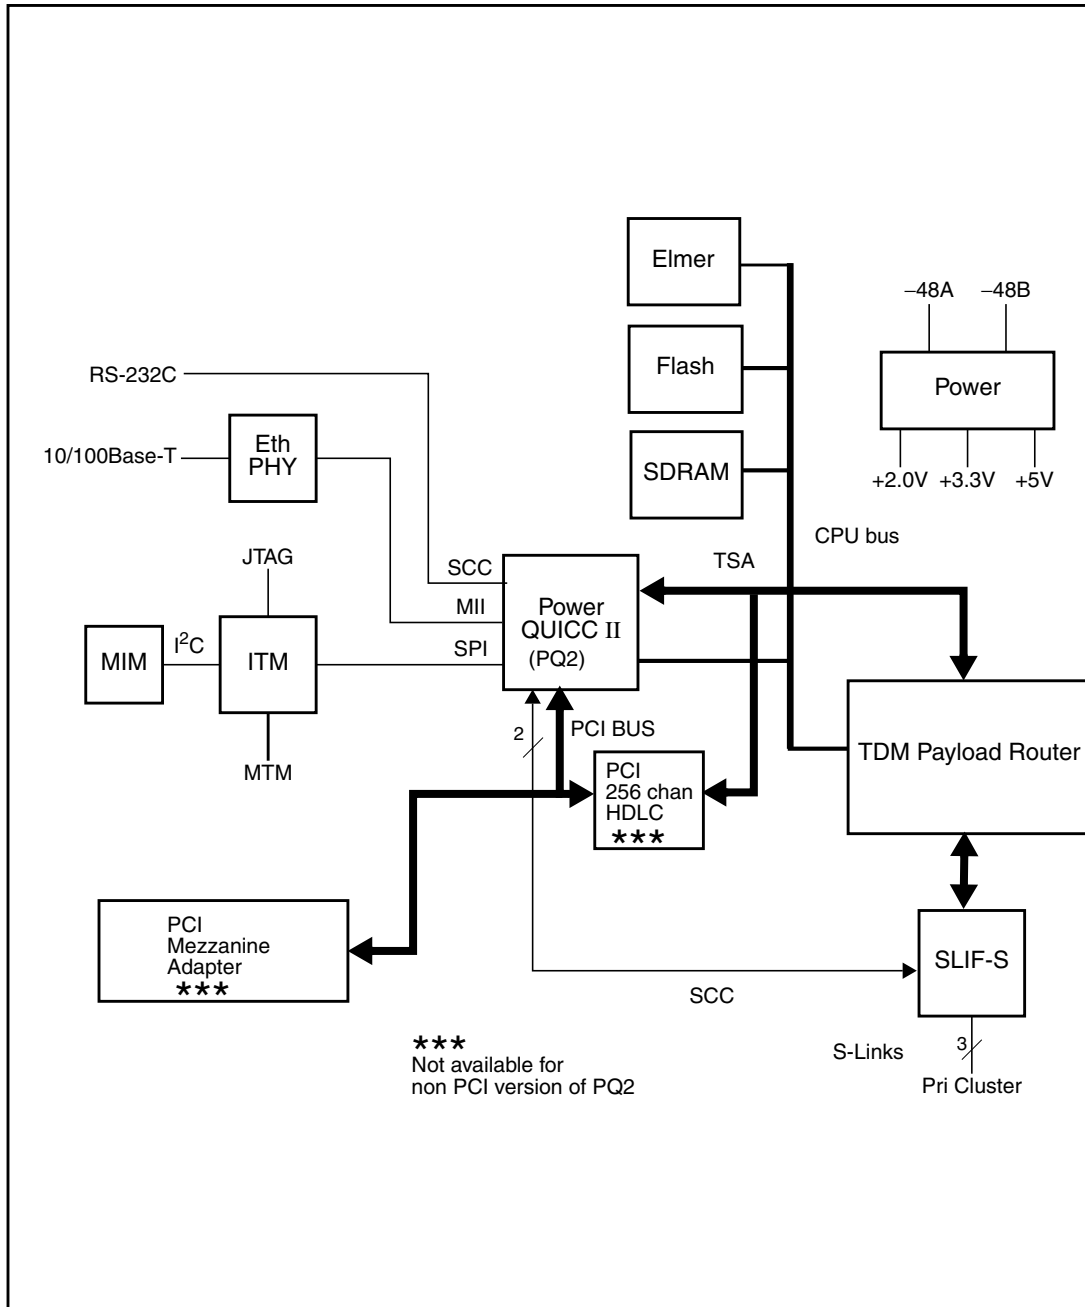 Elmer
–48A –48B
Flash
Power
RS-232C
Eth
PHY
10/100Base-T
SDRAM
+2.0V +3.3V +5V
CPU bus
JTAG
TSA
SCC
MII
SPI
Power
QUICC II
(PQ2)
MIM
I²C
ITM
MTM
2
PCI BUS
PCI
256 chan
HDLC
***
TDM Payload Router
PCI
Mezzanine
Adapter
***
SLIF-S
SCC
***
Not available for
non PCI version of PQ2
S-Links
3
Pri Cluster